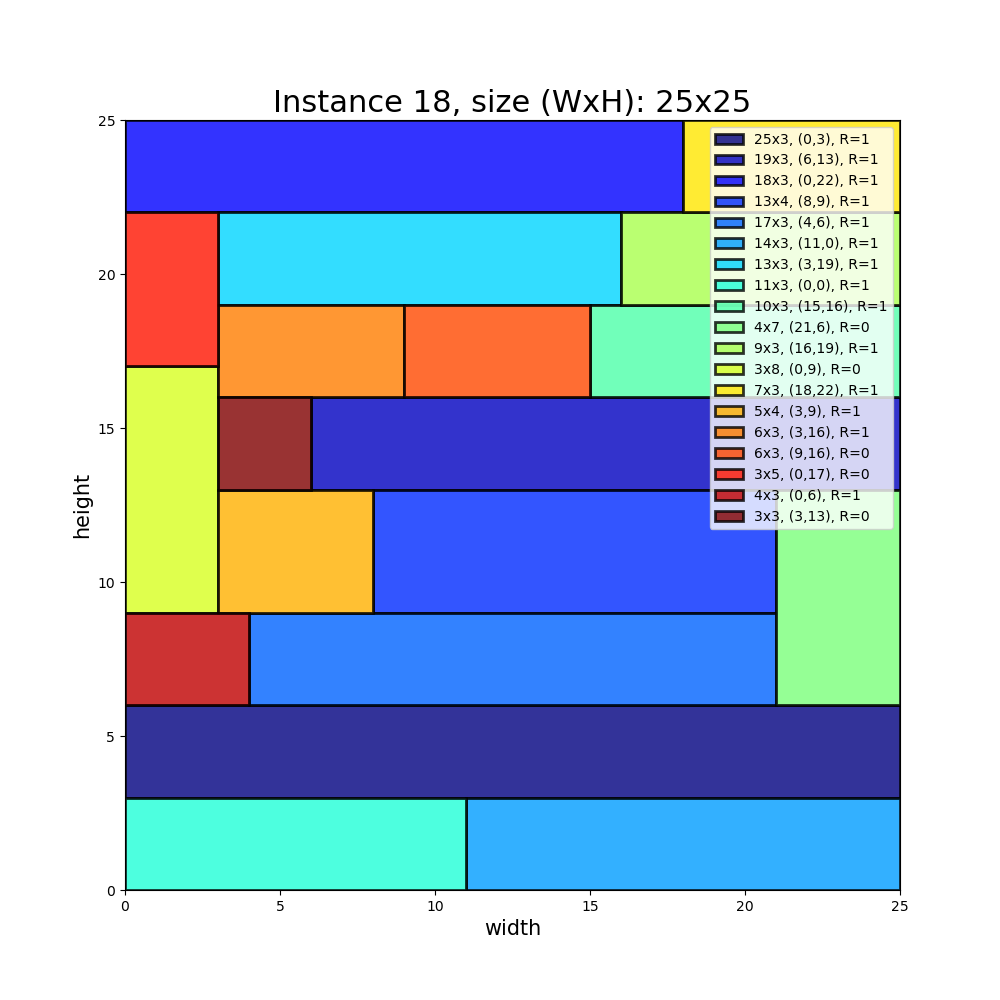 Instance 18, size (WxH): 25x25
25
20
15
10
5
0
height
25x3, (0,3), R=1
19x3, (6,13), R=1
18x3, (0,22), R=1
13x4, (8,9), R=1
17x3, (4,6), R=1
14x3, (11,0), R=1
13x3, (3,19), R=1
11x3, (0,0), R=1
10x3, (15,16), R=1
4x7, (21,6), R=0
9x3, (16,19), R=1
3x8, (0,9), R=0
7x3, (18,22), R=1
5x4, (3,9), R=1
6x3, (3,16), R=1
6x3, (9,16), R=0
3x5, (0,17), R=0
4x3, (0,6), R=1
3x3, (3,13), R=0
0 5 10 15 20 25
width